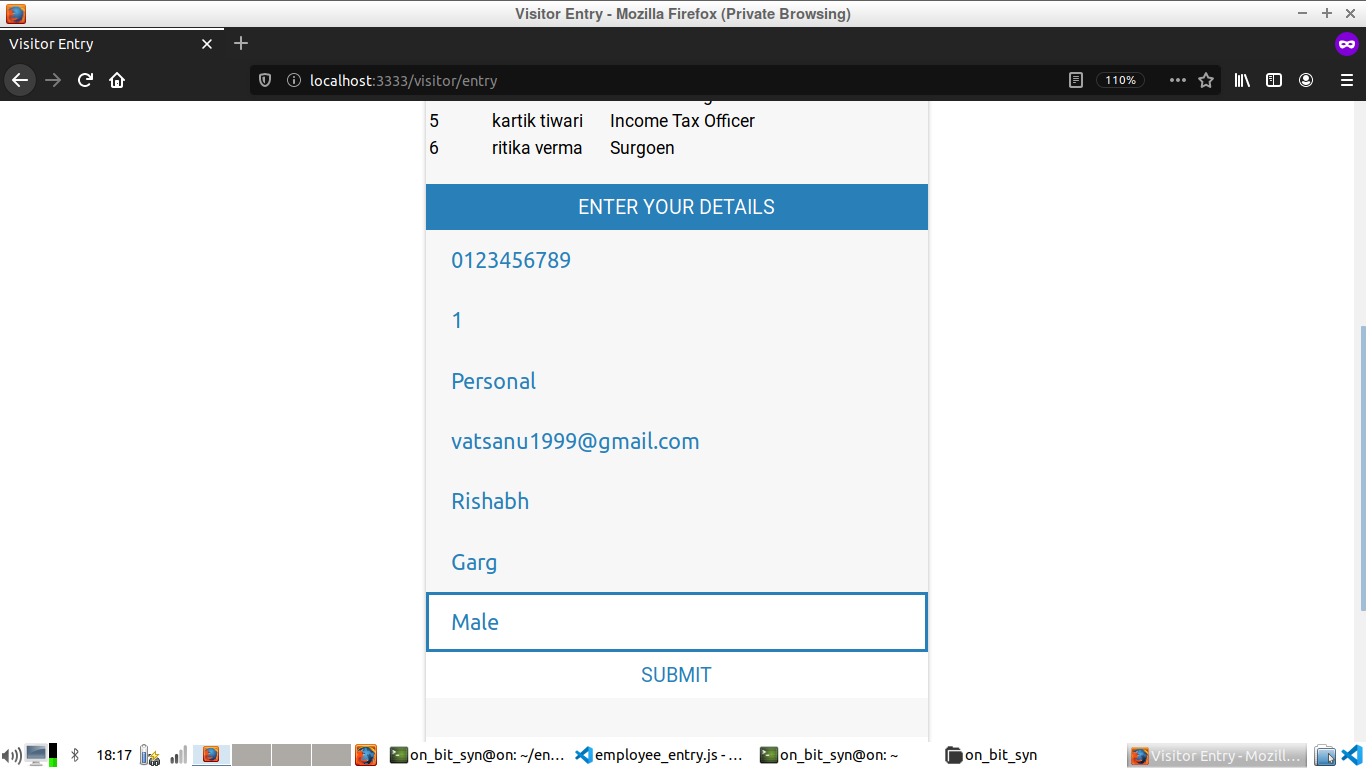 Visitor Entry - Mozilla Firefox (Private Browsing)
Visitor Entry
localhost:3333/visitor/entry
110%
5 kartik tiwari Income Tax Officer
6 ritika verma Surgoen
ENTER YOUR DETAILS
0123456789
1
Personal
vatsanu1999@gmail.com
Rishabh
Garg
Male
SUBMIT
18:17 on_bit_syn@on: ~/en... employee_entry.js - ... on_bit_syn@on: ~ on_bit_syn Visitor Entry - Mozill...